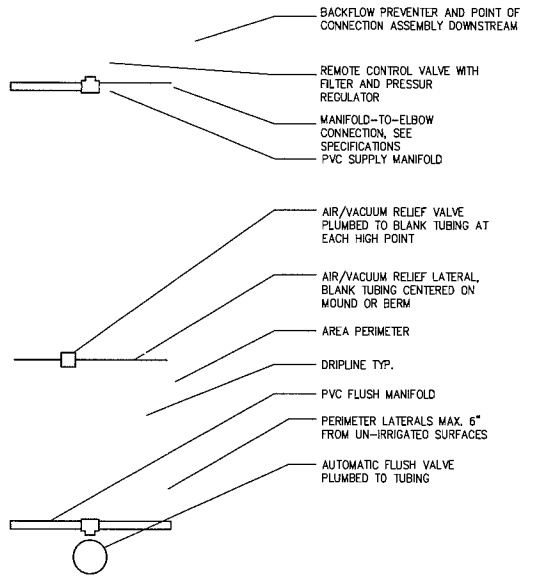 BACKFLOW PREVENTER AND POINT OF
CONNECTION ASSEMBLY DOWNSTREAM
REMOTE CONTROL VALVE WITH
FILTER AND PRESSUR
REGULATOR
MANIFOLD-TO-ELBOW
CONNECTION, SEE
SPECIFICATIONS
PVC SUPPLY MANIFOLD
AIR/VACUUM RELIEF VALVE
PLUMBED TO BLANK TUBING AT
EACH HIGH POINT
AIR/VACUUM RELIEF LATERAL,
BLANK TUBING CENTERED ON
MOUND OR BERM
AREA PERIMETER
DRIPLINE TYP.
PVC FLUSH MANIFOLD
PERIMETER LATERALS MAX. 6"
FROM UN-IRRIGATED SURFACES
AUTOMATIC FLUSH VALVE
PLUMBED TO TUBING